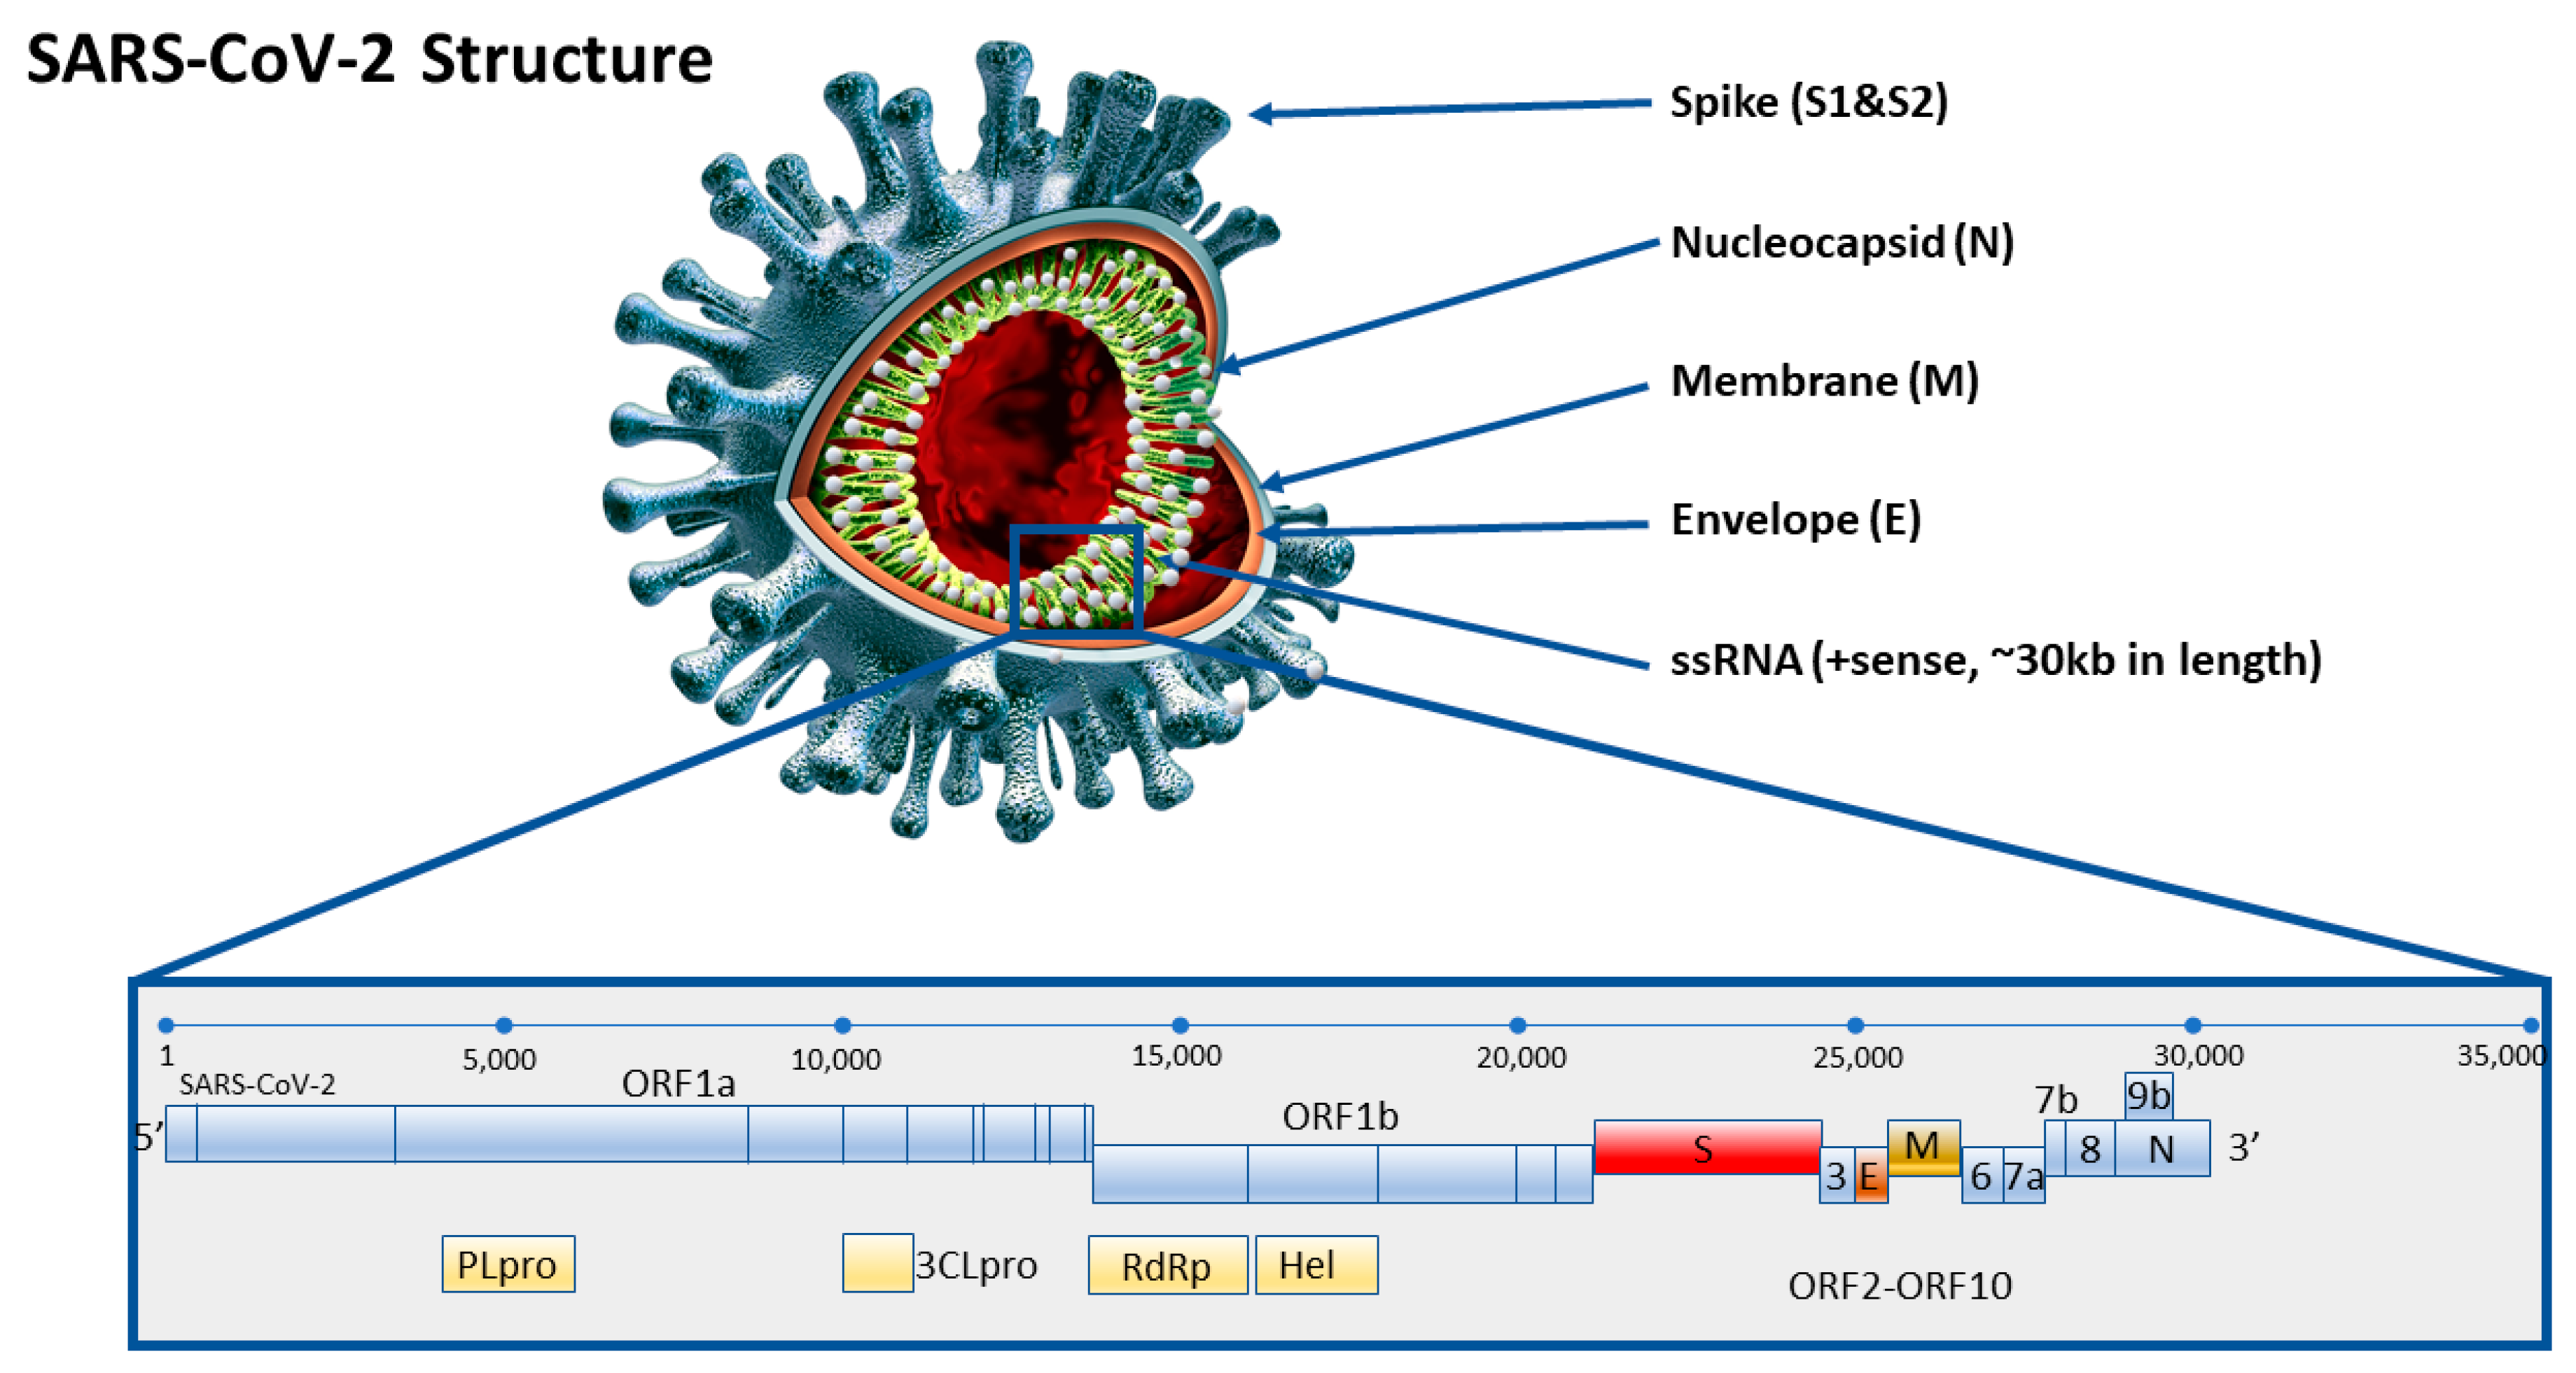 SARS-CoV-2 Structure
Spike (S1&S2)
Nucleocapsid (N)
Membrane (M)
Envelope (E)
ssRNA (+sense, ~30kb in length)
1 5,000 10,000 15,000 20,000 25,000 30,000 35,000
SARS-CoV-2 ORF1a ORF1b 7b 9b
5’ S 3 E M 6 7a 8 N 3’
PLpro 3CLpro RdRp Hel ORF2-ORF10